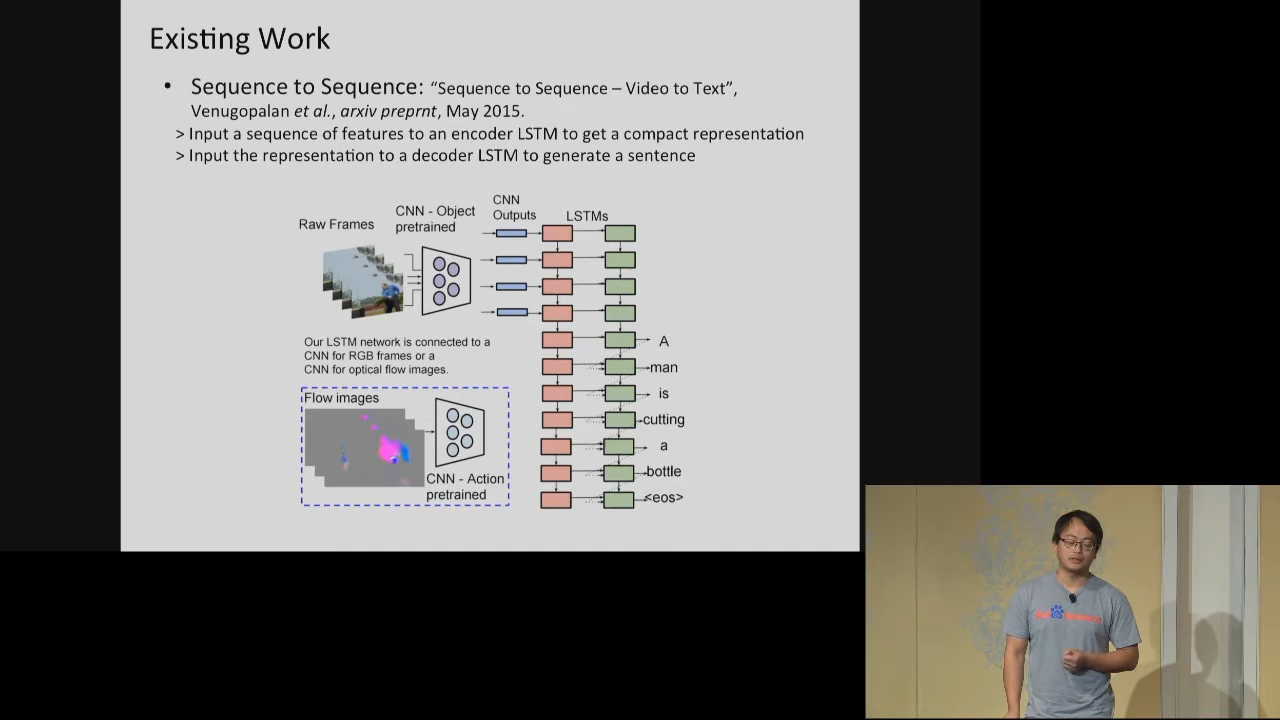 Existing Work
• Sequence to Sequence: “Sequence to Sequence – Video to Text”,
Venugopalan et al., arxiv preprnt, May 2015.
> Input a sequence of features to an encoder LSTM to get a compact representation
> Input the representation to a decoder LSTM to generate a sentence
Raw Frames
CNN - Object
pretrained
CNN
Outputs
LSTMs
Our LSTM network is connected to a
CNN for RGB frames or a
CNN for optical flow images.
Flow images
CNN - Action
pretrained
A
man
is
cutting
a
bottle
<eos>